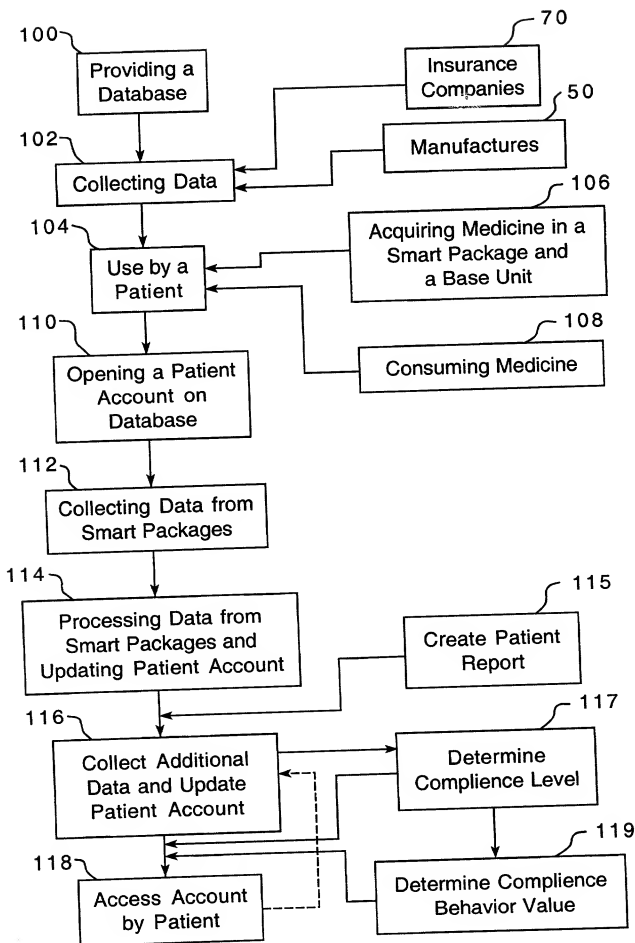 100
Providing a
Database
70
Insurance
Companies
50
Manufactures
102
Collecting Data
106
Acquiring Medicine in a
Smart Package and
a Base Unit
104
Use by a
Patient
108
Consuming Medicine
110
Opening a Patient
Account on
Database
112
Collecting Data from
Smart Packages
114
Processing Data from
Smart Packages and
Updating Patient Account
115
Create Patient
Report
116
Collect Additional
Data and Update
Patient Account
117
Determine
Complience Level
118
Access Account
by Patient
119
Determine Complience
Behavior Value